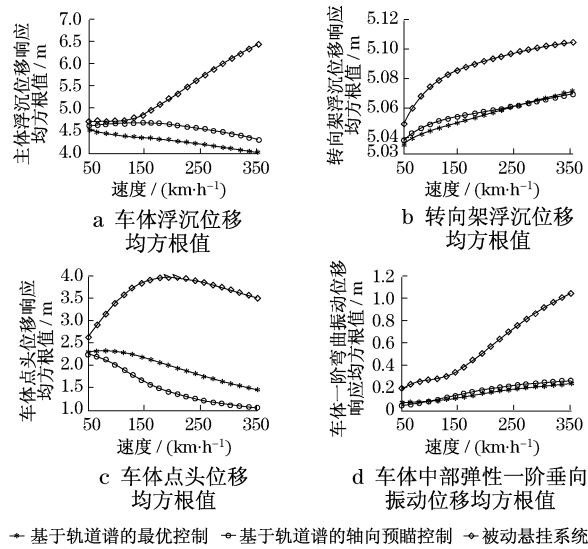 主体浮沉位移响应
均方根值 / m
7.0
6.5
6.0
5.5
5.0
4.5
4.0
50 150 250 350
速度 / (km·h⁻¹)
a 车体浮沉位移
均方根值
转向架浮沉位移响应
均方根值 / m
5.12
5.10
5.08
5.06
5.04
5.03
50 150 250 350
速度 / (km·h⁻¹)
b 转向架浮沉位移
均方根值
车体点头位移响应
均方根值 / m
4.0
3.5
3.0
2.5
2.0
1.5
1.0
50 150 250 350
速度 / (km·h⁻¹)
c 车体点头位移
均方根值
车体一阶弯曲振动位移
响应均方根值 / m
1.2
1.0
0.8
0.6
0.4
0.2
0
50 150 250 350
速度 / (km·h⁻¹)
d 车体中部弹性一阶垂向
振动位移均方根值
基于轨道谱的最优控制 基于轨道谱的轴向预瞄控制 被动悬挂系统